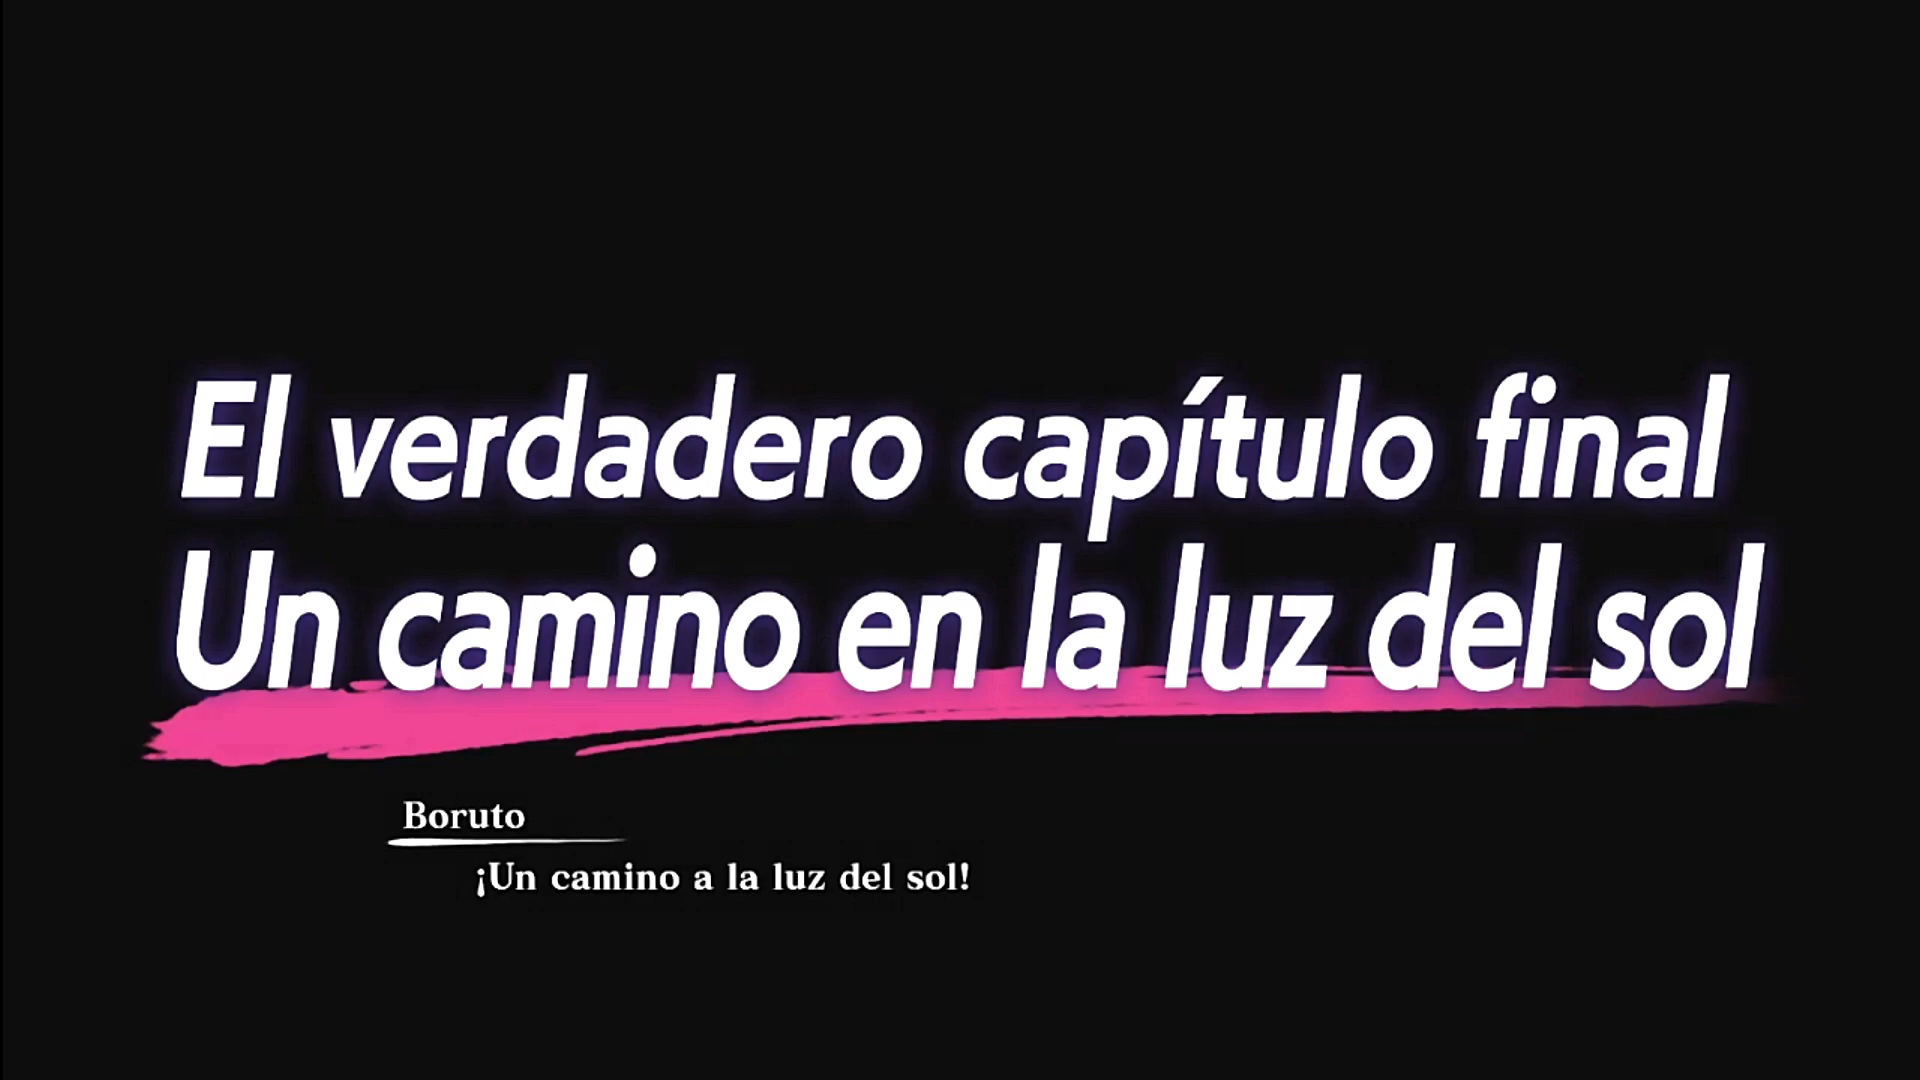 El verdadero capítulo final
Un camino en la luz del sol
Boruto
¡Un camino a la luz del sol!